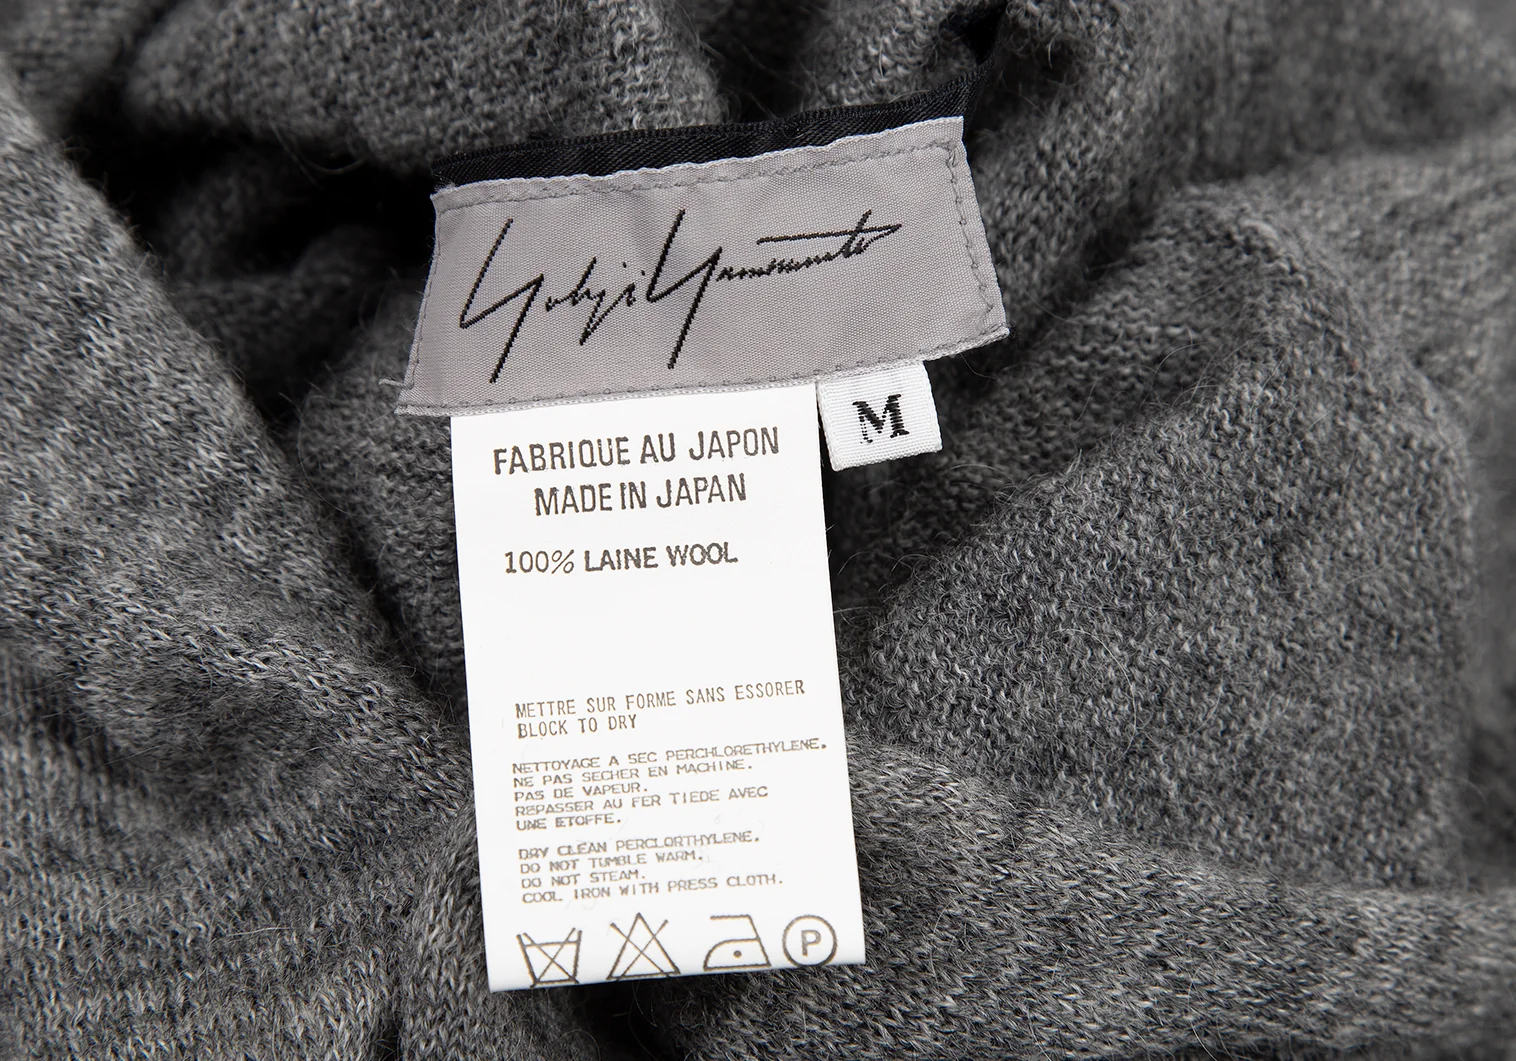 Yohji Yamamoto
M
FABRIQUE AU JAPON
MADE IN JAPAN
100% LAINE WOOL
METTRE SUR FORME SANS ESSORER
BLOCK TO DRY
NETTOYAGE A SEC PERCHLORETHYLENE.
NE PAS SECHER EN MACHINE.
PAS DE VAPEUR.
REPASSER AU FER TIEDE AVEC
UNE ETOFFE.
DRY CLEAN PERCLORTHYLENE.
DO NOT TUMBLE WARM.
DO NOT STEAM.
COOL IRON WITH PRESS CLOTH.
P